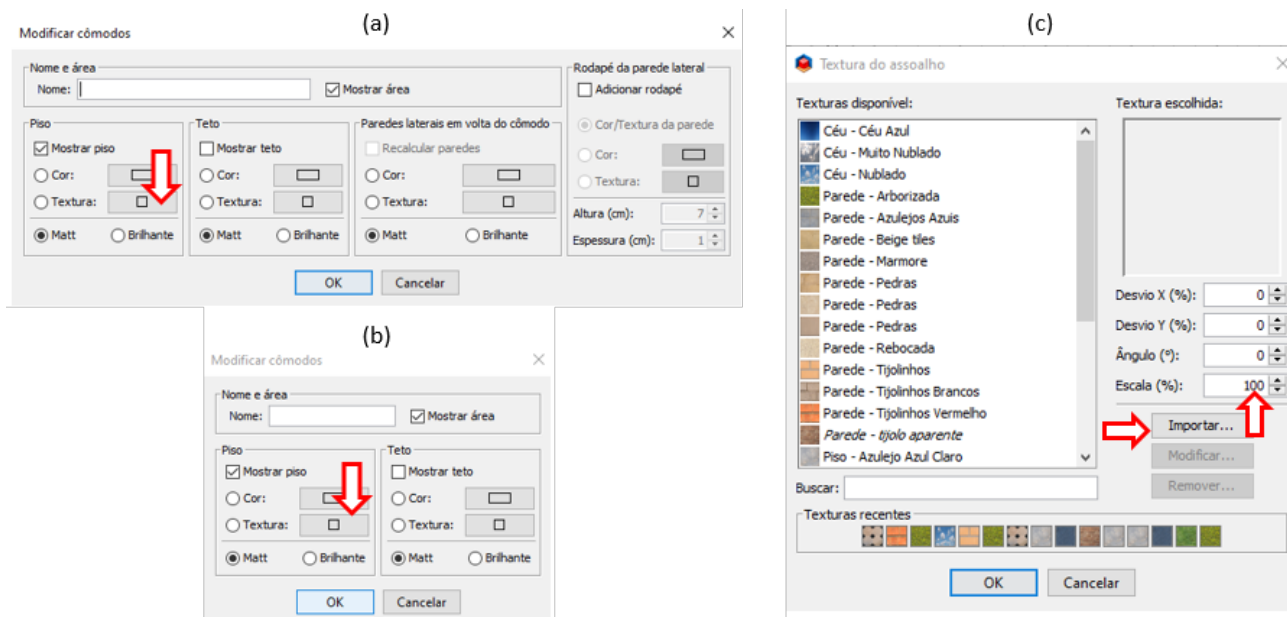 (a)
Modificar cômodos
Nome e área
Nome:
Mostrar área
Piso
Mostrar piso
Cor:
Textura:
Matt
Brilhante
Teto
Mostrar teto
Cor:
Textura:
Matt
Brilhante
Paredes laterais em volta do cômodo
Recalcular paredes
Cor:
Textura:
Matt
Brilhante
Rodapé da parede lateral
Adicionar rodapé
Cor/Textura da parede
Cor:
Textura:
Altura (cm): 7
Espessura (cm): 1
OK
Cancelar
(b)
Modificar cômodos
Nome e área
Nome:
Mostrar área
Piso
Mostrar piso
Cor:
Textura:
Matt
Brilhante
Teto
Mostrar teto
Cor:
Textura:
Matt
Brilhante
OK
Cancelar
(c)
Textura do assoalho
Texturas disponível:
Céu - Céu Azul
Céu - Muito Nublado
Céu - Nublado
Parede - Arborizada
Parede - Azulejos Azuis
Parede - Beige tiles
Parede - Marmore
Parede - Pedras
Parede - Pedras
Parede - Pedras
Parede - Rebocada
Parede - Tijolinhos
Parede - Tijolinhos Brancos
Parede - Tijolinhos Vermelho
Parede - tijolo aparente
Piso - Azulejo Azul Claro
Buscar:
Textura escolhida:
Desvio X (%): 0
Desvio Y (%): 0
Ângulo (º): 0
Escala (%): 100
Importar...
Modificar...
Remover...
Texturas recentes
OK
Cancelar